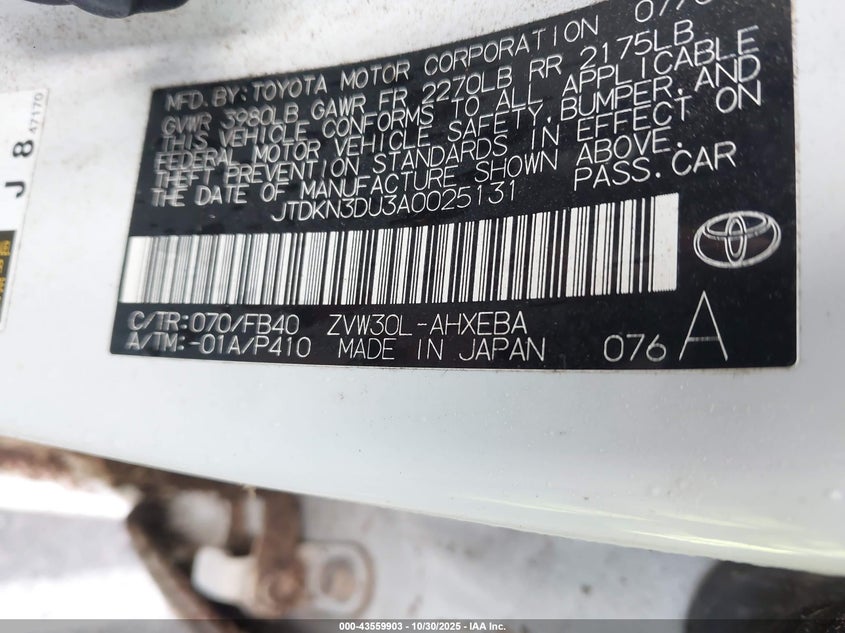 MFD. BY: TOYOTA MOTOR CORPORATION
GVWR 3980LB GAWR FR 2270LB RR 2175LB
THIS VEHICLE CONFORMS TO ALL APPLICABLE
FEDERAL MOTOR VEHICLE SAFETY, BUMPER, AND
THEFT PREVENTION STANDARDS IN EFFECT ON
THE DATE OF MANUFACTURE SHOWN ABOVE.
JTDKN3DU3A0025131 PASS. CAR
C/TR:070/FB40 ZVW30L-AHXEBA
A/TM:-01A/P410 MADE IN JAPAN 076 A
J 8 47170
000-43559903 - 10/30/2025 - IAA Inc.